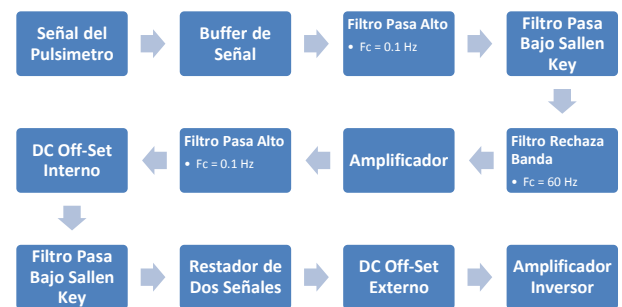 Señal del
Pulsimetro
Buffer de
Señal
Filtro Pasa Alto
• Fc = 0.1 Hz
Filtro Pasa
Bajo Sallen
Key
Filtro Rechaza
Banda
• Fc = 60 Hz
Amplificador
Filtro Pasa Alto
• Fc = 0.1 Hz
DC Off-Set
Interno
Filtro Pasa
Bajo Sallen
Key
Restador de
Dos Señales
DC Off-Set
Externo
Amplificador
Inversor